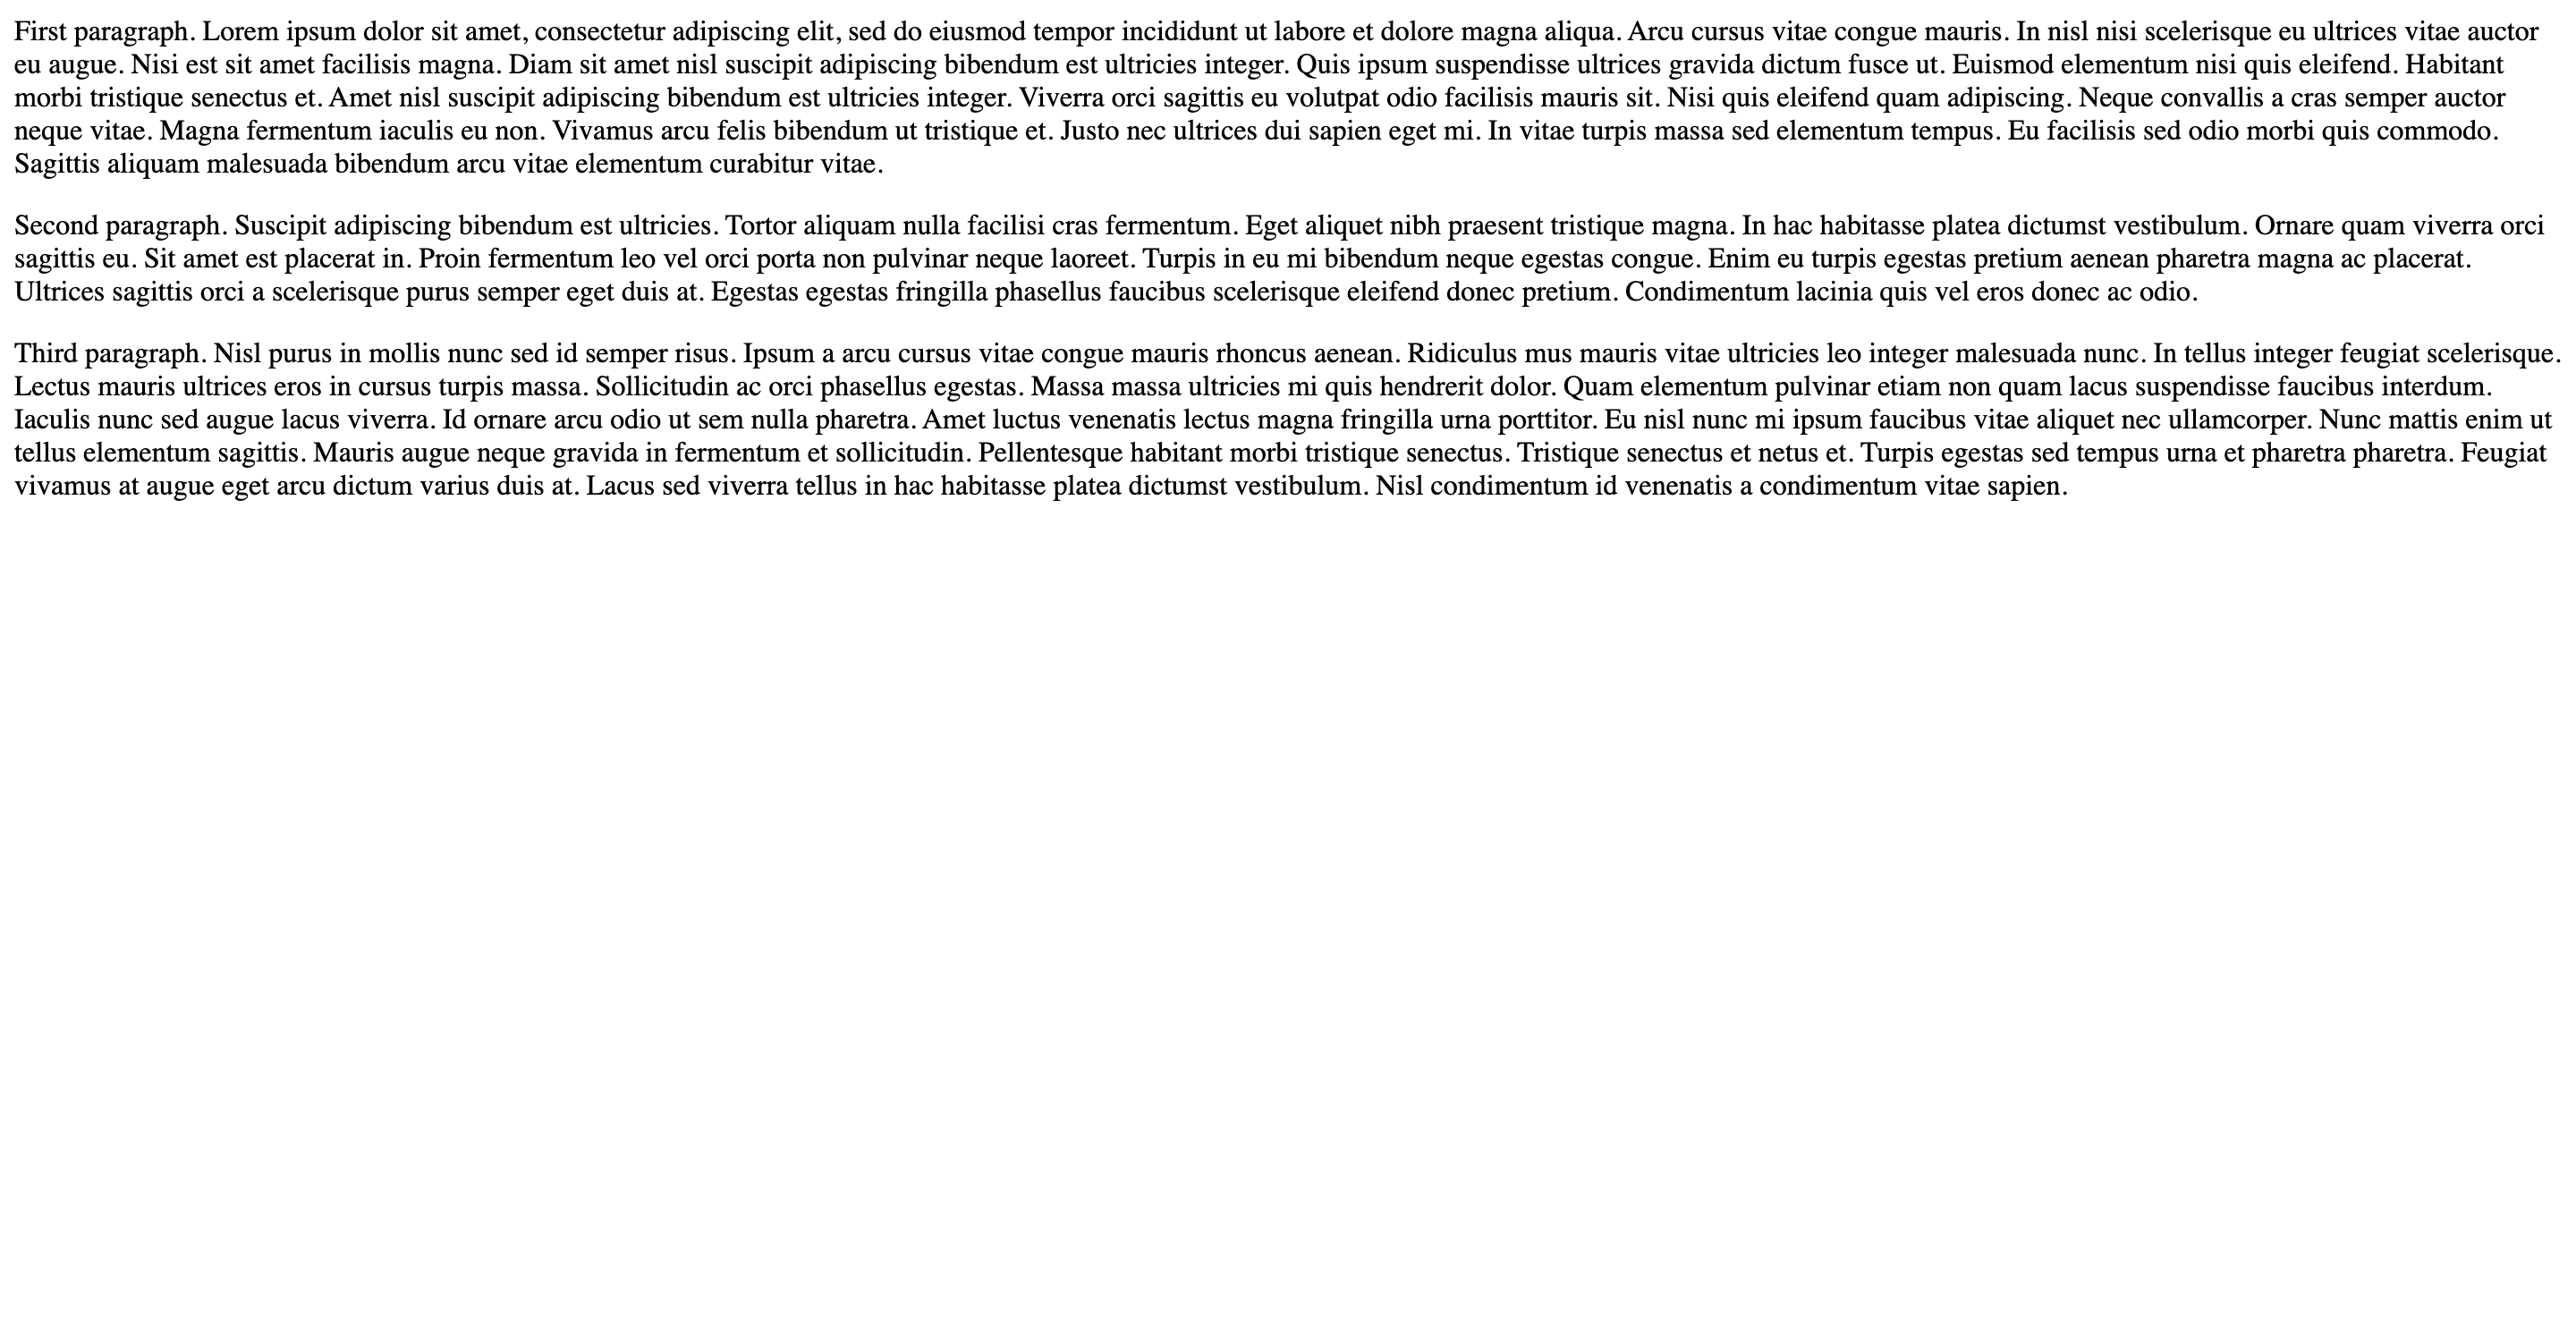 First paragraph. Lorem ipsum dolor sit amet, consectetur adipiscing elit, sed do eiusmod tempor incididunt ut labore et dolore magna aliqua. Arcu cursus vitae congue mauris. In nisl nisi scelerisque eu ultrices vitae auctor
eu augue. Nisi est sit amet facilisis magna. Diam sit amet nisl suscipit adipiscing bibendum est ultricies integer. Quis ipsum suspendisse ultrices gravida dictum fusce ut. Euismod elementum nisi quis eleifend. Habitant
morbi tristique senectus et. Amet nisl suscipit adipiscing bibendum est ultricies integer. Viverra orci sagittis eu volutpat odio facilisis mauris sit. Nisi quis eleifend quam adipiscing. Neque convallis a cras semper auctor
neque vitae. Magna fermentum iaculis eu non. Vivamus arcu felis bibendum ut tristique et. Justo nec ultrices dui sapien eget mi. In vitae turpis massa sed elementum tempus. Eu facilisis sed odio morbi quis commodo.
Sagittis aliquam malesuada bibendum arcu vitae elementum curabitur vitae.
Second paragraph. Suscipit adipiscing bibendum est ultricies. Tortor aliquam nulla facilisi cras fermentum. Eget aliquet nibh praesent tristique magna. In hac habitasse platea dictumst vestibulum. Ornare quam viverra orci
sagittis eu. Sit amet est placerat in. Proin fermentum leo vel orci porta non pulvinar neque laoreet. Turpis in eu mi bibendum neque egestas congue. Enim eu turpis egestas pretium aenean pharetra magna ac placerat.
Ultrices sagittis orci a scelerisque purus semper eget duis at. Egestas egestas fringilla phasellus faucibus scelerisque eleifend donec pretium. Condimentum lacinia quis vel eros donec ac odio.
Third paragraph. Nisl purus in mollis nunc sed id semper risus. Ipsum a arcu cursus vitae congue mauris rhoncus aenean. Ridiculus mus mauris vitae ultricies leo integer malesuada nunc. In tellus integer feugiat scelerisque.
Lectus mauris ultrices eros in cursus turpis massa. Sollicitudin ac orci phasellus egestas. Massa massa ultricies mi quis hendrerit dolor. Quam elementum pulvinar etiam non quam lacus suspendisse faucibus interdum.
Iaculis nunc sed augue lacus viverra. Id ornare arcu odio ut sem nulla pharetra. Amet luctus venenatis lectus magna fringilla urna porttitor. Eu nisl nunc mi ipsum faucibus vitae aliquet nec ullamcorper. Nunc mattis enim ut
tellus elementum sagittis. Mauris augue neque gravida in fermentum et sollicitudin. Pellentesque habitant morbi tristique senectus. Tristique senectus et netus et. Turpis egestas sed tempus urna et pharetra pharetra. Feugiat
vivamus at augue eget arcu dictum varius duis at. Lacus sed viverra tellus in hac habitasse platea dictumst vestibulum. Nisl condimentum id venenatis a condimentum vitae sapien.